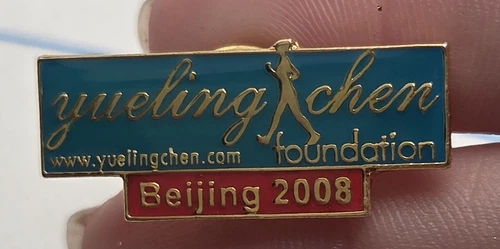 yueling chen
www.yuelingchen.com foundation
Beijing 2008